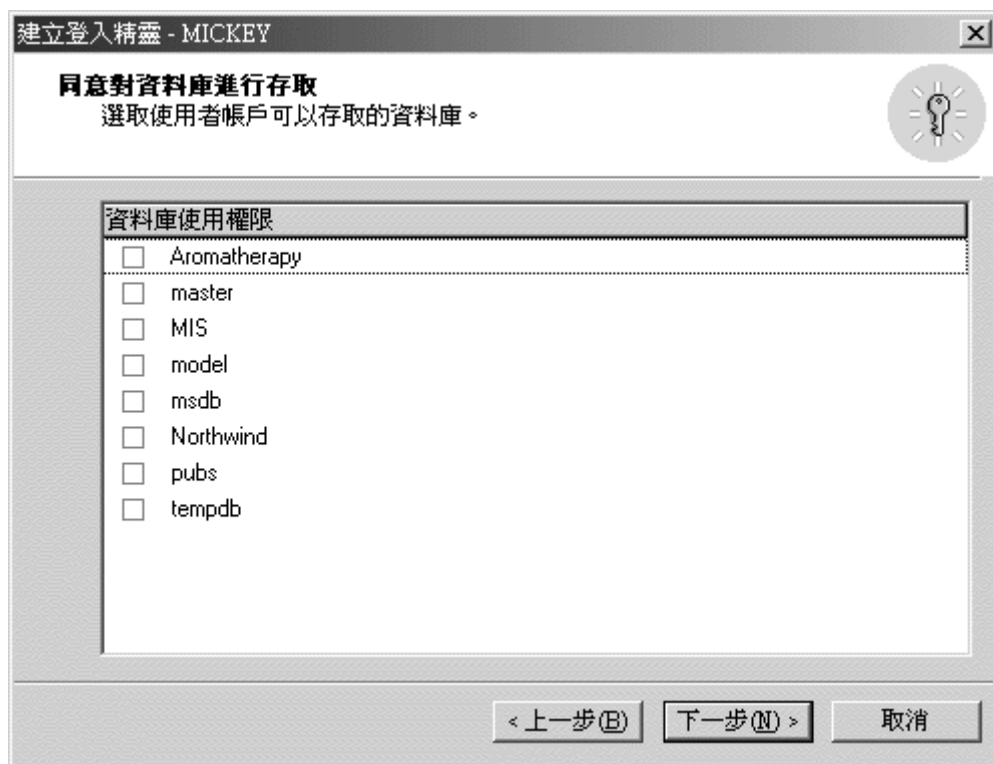 建立登入精靈 - MICKEY
同意對資料庫進行存取
選取使用者帳戶可以存取的資料庫。
資料庫使用權限
Aromatherapy
master
MIS
model
msdb
Northwind
pubs
tempdb
< 上一步(B) 下一步(N) > 取消